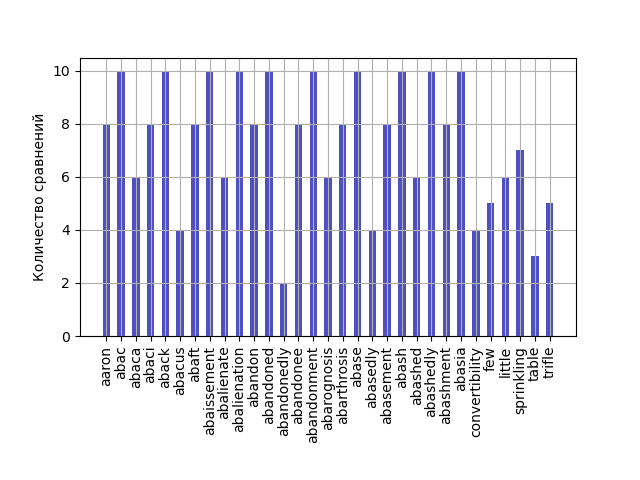 Количество сравнений
10
8
6
4
2
0
aaron
abac
abaca
abaci
aback
abacus
abaft
abaissement
abalienate
abalienation
abandon
abandoned
abandonedly
abandonee
abandonment
abarognosis
abarthrosis
abase
abasedly
abasement
abash
abashed
abashedly
abashment
abasia
convertibility
few
little
sprinkling
table
trifle